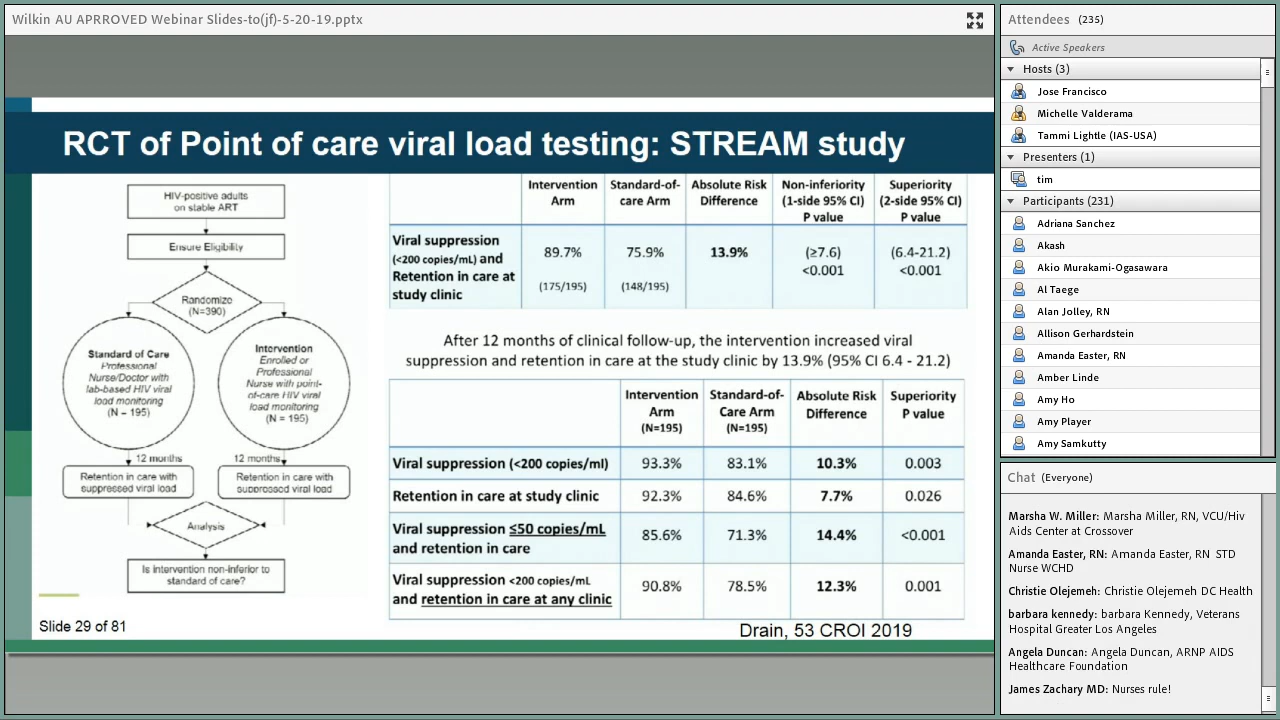 Wilkin AU APRROVED Webinar Slides-to(jf)-5-20-19.pptx
RCT of Point of care viral load testing: STREAM study
HIV-positive adults
on stable ART
Ensure Eligibility
Randomize
(N=390)
Standard of Care
Professional
Nurse/Doctor with
lab-based HIV viral
load monitoring
(N = 195)
Intervention
Enrolled or
Professional
Nurse with point-
of-care HIV viral
load monitoring
(N = 195)
12 months
12 months
Retention in care with
suppressed viral load
Retention in care with
suppressed viral load
Analysis
Is intervention non-inferior to
standard of care?
Intervention
Arm
Standard-of-
care Arm
Absolute Risk
Difference
Non-inferiority
(1-side 95% CI)
P value
Superiority
(2-side 95% CI)
P value
Viral suppression
(<200 copies/mL) and
Retention in care at
study clinic
89.7%
(175/195)
75.9%
(148/195)
13.9%
(≥7.6)
<0.001
(6.4-21.2)
<0.001
After 12 months of clinical follow-up, the intervention increased viral
suppression and retention in care at the study clinic by 13.9% (95% CI 6.4 - 21.2)
Intervention
Arm
(N=195)
Standard-of-
Care Arm
(N=195)
Absolute Risk
Difference
Superiority
P value
Viral suppression (<200 copies/ml) 93.3% 83.1% 10.3% 0.003
Retention in care at study clinic 92.3% 84.6% 7.7% 0.026
Viral suppression ≤50 copies/mL
and retention in care
85.6% 71.3% 14.4% <0.001
Viral suppression <200 copies/mL
and retention in care at any clinic
90.8% 78.5% 12.3% 0.001
Slide 29 of 81
Drain, 53 CROI 2019
Attendees (235)
Active Speakers
Hosts (3)
Jose Francisco
Michelle Valderama
Tammi Lightle (IAS-USA)
Presenters (1)
tim
Participants (231)
Adriana Sanchez
Akash
Akio Murakami-Ogasawara
Al Taege
Alan Jolley, RN
Allison Gerhardstein
Amanda Easter, RN
Amber Linde
Amy Ho
Amy Player
Amy Samkutty
Chat (Everyone)
Marsha W. Miller: Marsha Miller, RN, VCU/Hiv
Aids Center at Crossover
Amanda Easter, RN: Amanda Easter, RN STD
Nurse WCHD
Christie Olejemeh: Christie Olejemeh DC Health
barbara kennedy: barbara Kennedy, Veterans
Hospital Greater Los Angeles
Angela Duncan: Angela Duncan, ARNP AIDS
Healthcare Foundation
James Zachary MD: Nurses rule!